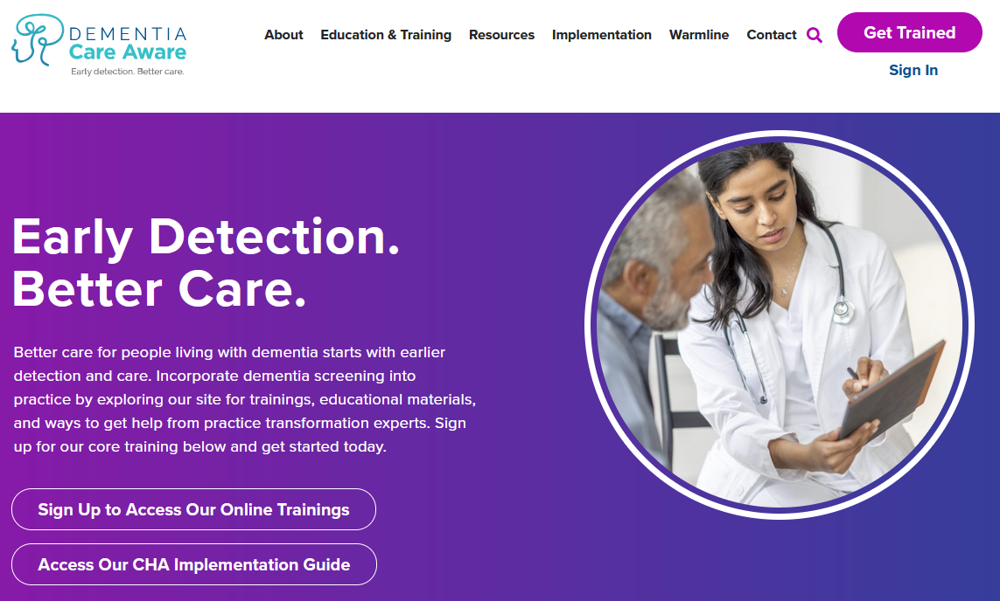 DEMENTIA
Care Aware
Early detection. Better care.
About
Education & Training
Resources
Implementation
Warmline
Contact
Get Trained
Sign In
Early Detection.
Better Care.
Better care for people living with dementia starts with earlier
detection and care. Incorporate dementia screening into
practice by exploring our site for trainings, educational materials,
and ways to get help from practice transformation experts. Sign
up for our core training below and get started today.
Sign Up to Access Our Online Trainings
Access Our CHA Implementation Guide